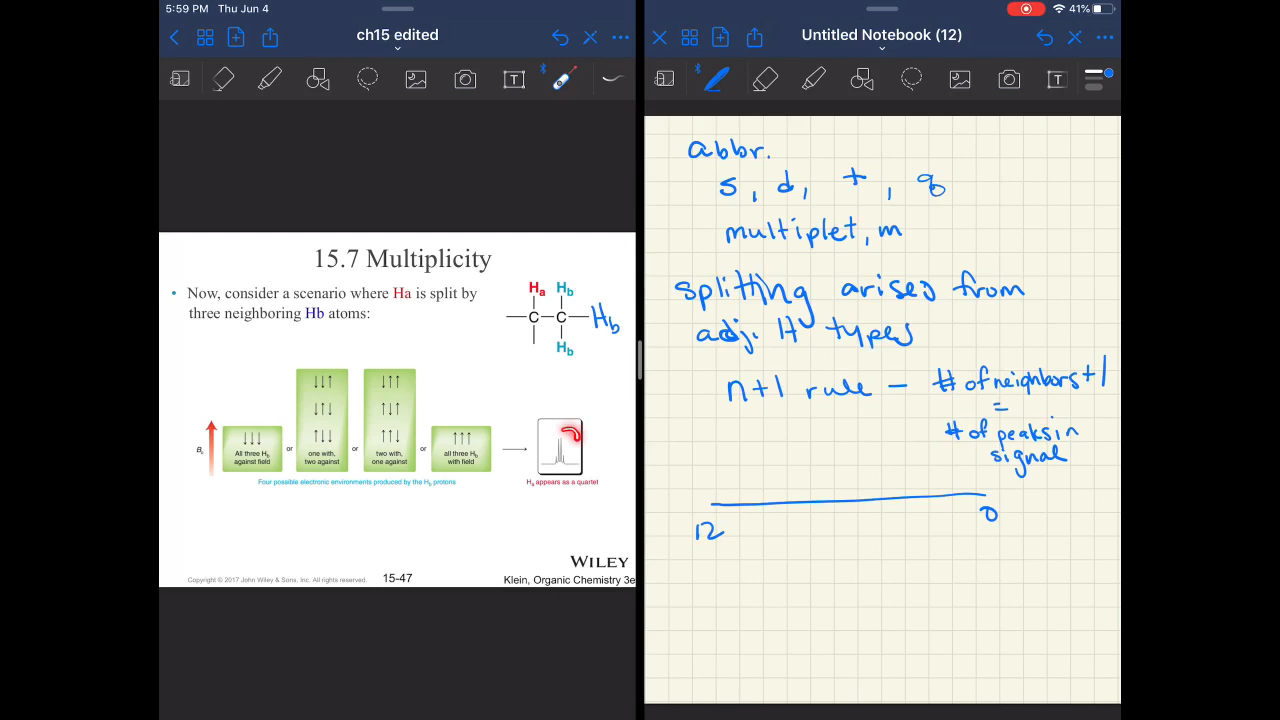 5:59 PM Thu Jun 4
41%
ch15 edited
Untitled Notebook (12)
T
T
15.7 Multiplicity
• Now, consider a scenario where Ha is split by
three neighboring Hb atoms:
Ha Hb
C C Hb
Hb
↓↓↓ All three Hb against field
or
↓↓↑ ↓↑↓ ↑↓↓ one with, two against
or
↓↑↑ ↑↓↑ ↑↑↓ two with, one against
or
↑↑↑ all three Hb with field
Four possible electronic environments produced by the Hb protons
Ha appears as a quartet
WILEY
Copyright © 2017 John Wiley & Sons, Inc. All rights reserved. 15-47 Klein, Organic Chemistry 3e
abbr.
s, d, t, q
multiplet, m
splitting arises from
adj. H types
n+1 rule – # of neighbors+1
=
# of peaks in
signal
12 0